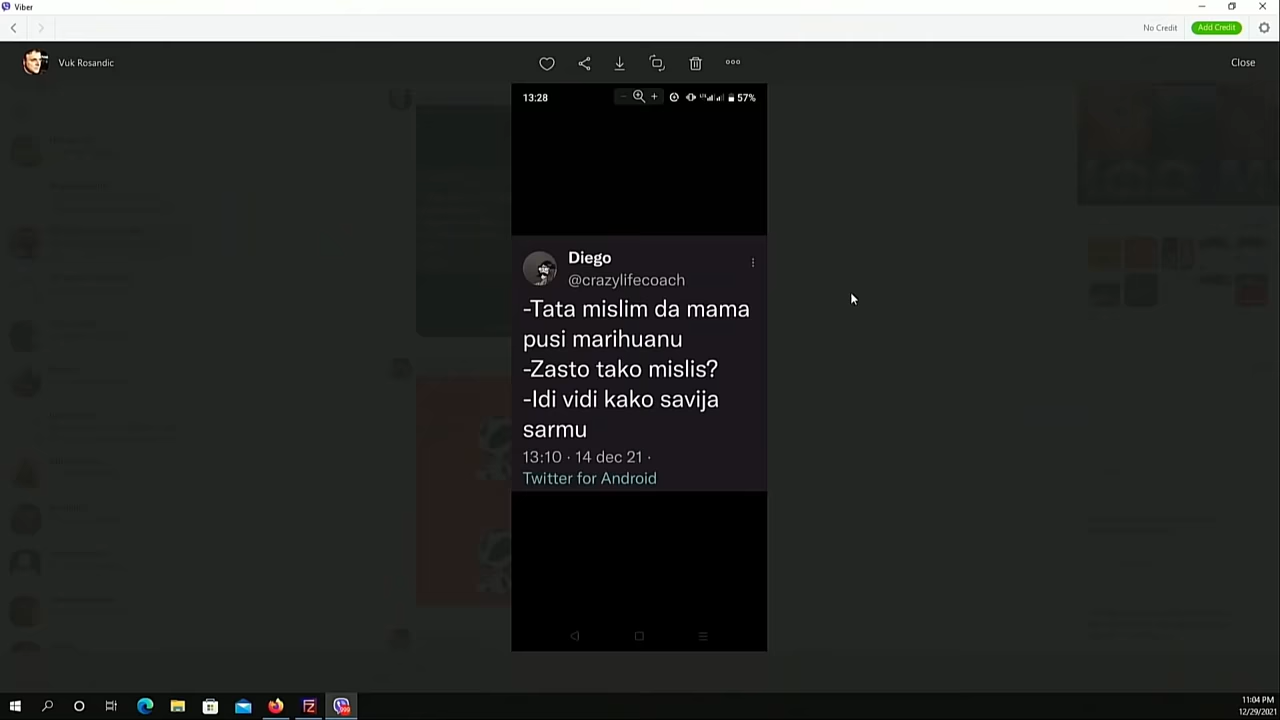 Viber
No Credit
Add Credit
Vuk Rosandic
Close
13:28
57%
Diego
@crazylifecoach
-Tata mislim da mama
pusi marihuanu
-Zasto tako mislis?
-Idi vidi kako savija
sarmu
13:10 · 14 dec 21 ·
Twitter for Android
11:04 PM
12/29/2021